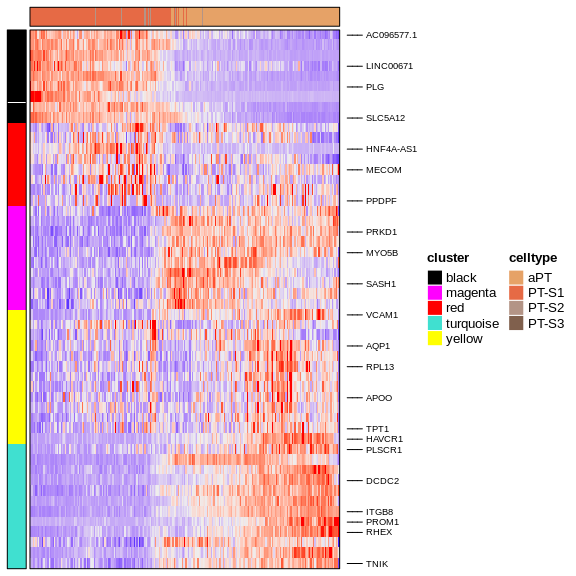 AC096577.1
LINC00671
PLG
SLC5A12
HNF4A-AS1
MECOM
PPDPF
PRKD1
MYO5B
SASH1
VCAM1
AQP1
RPL13
APOO
TPT1
HAVCR1
PLSCR1
DCDC2
ITGB8
PROM1
RHEX
TNIK
cluster
black
magenta
red
turquoise
yellow
celltype
aPT
PT-S1
PT-S2
PT-S3